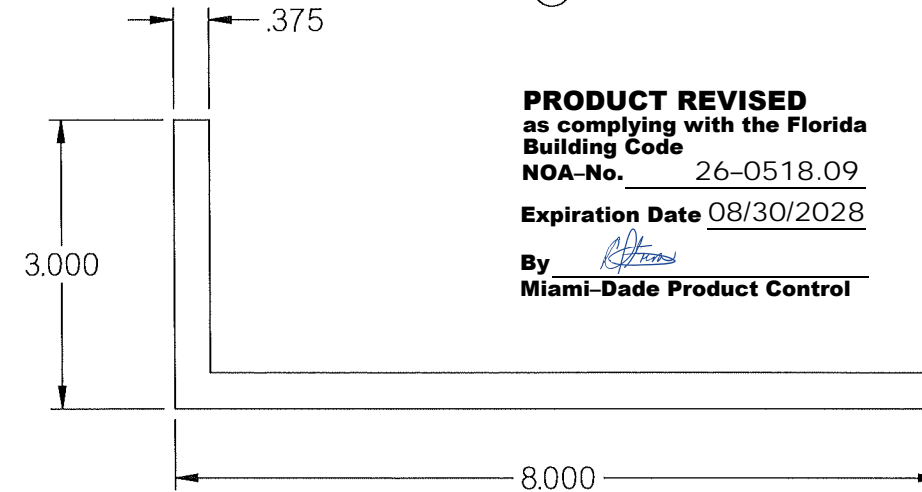 .375
PRODUCT REVISED
as complying with the Florida
Building Code
NOA–No. 26–0518.09
Expiration Date 08/30/2028
By
Miami–Dade Product Control
3.000
8.000